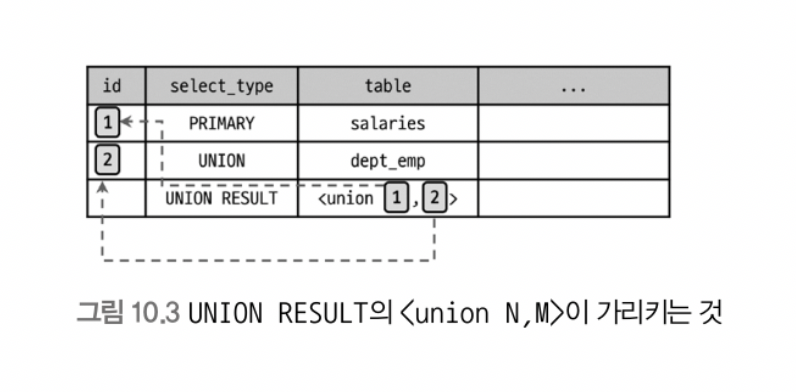 id select_type table ...
1 PRIMARY salaries
2 UNION dept_emp
UNION RESULT <union 1,2>
그림 10.3 UNION RESULT의 <union N,M>이 가리키는 것